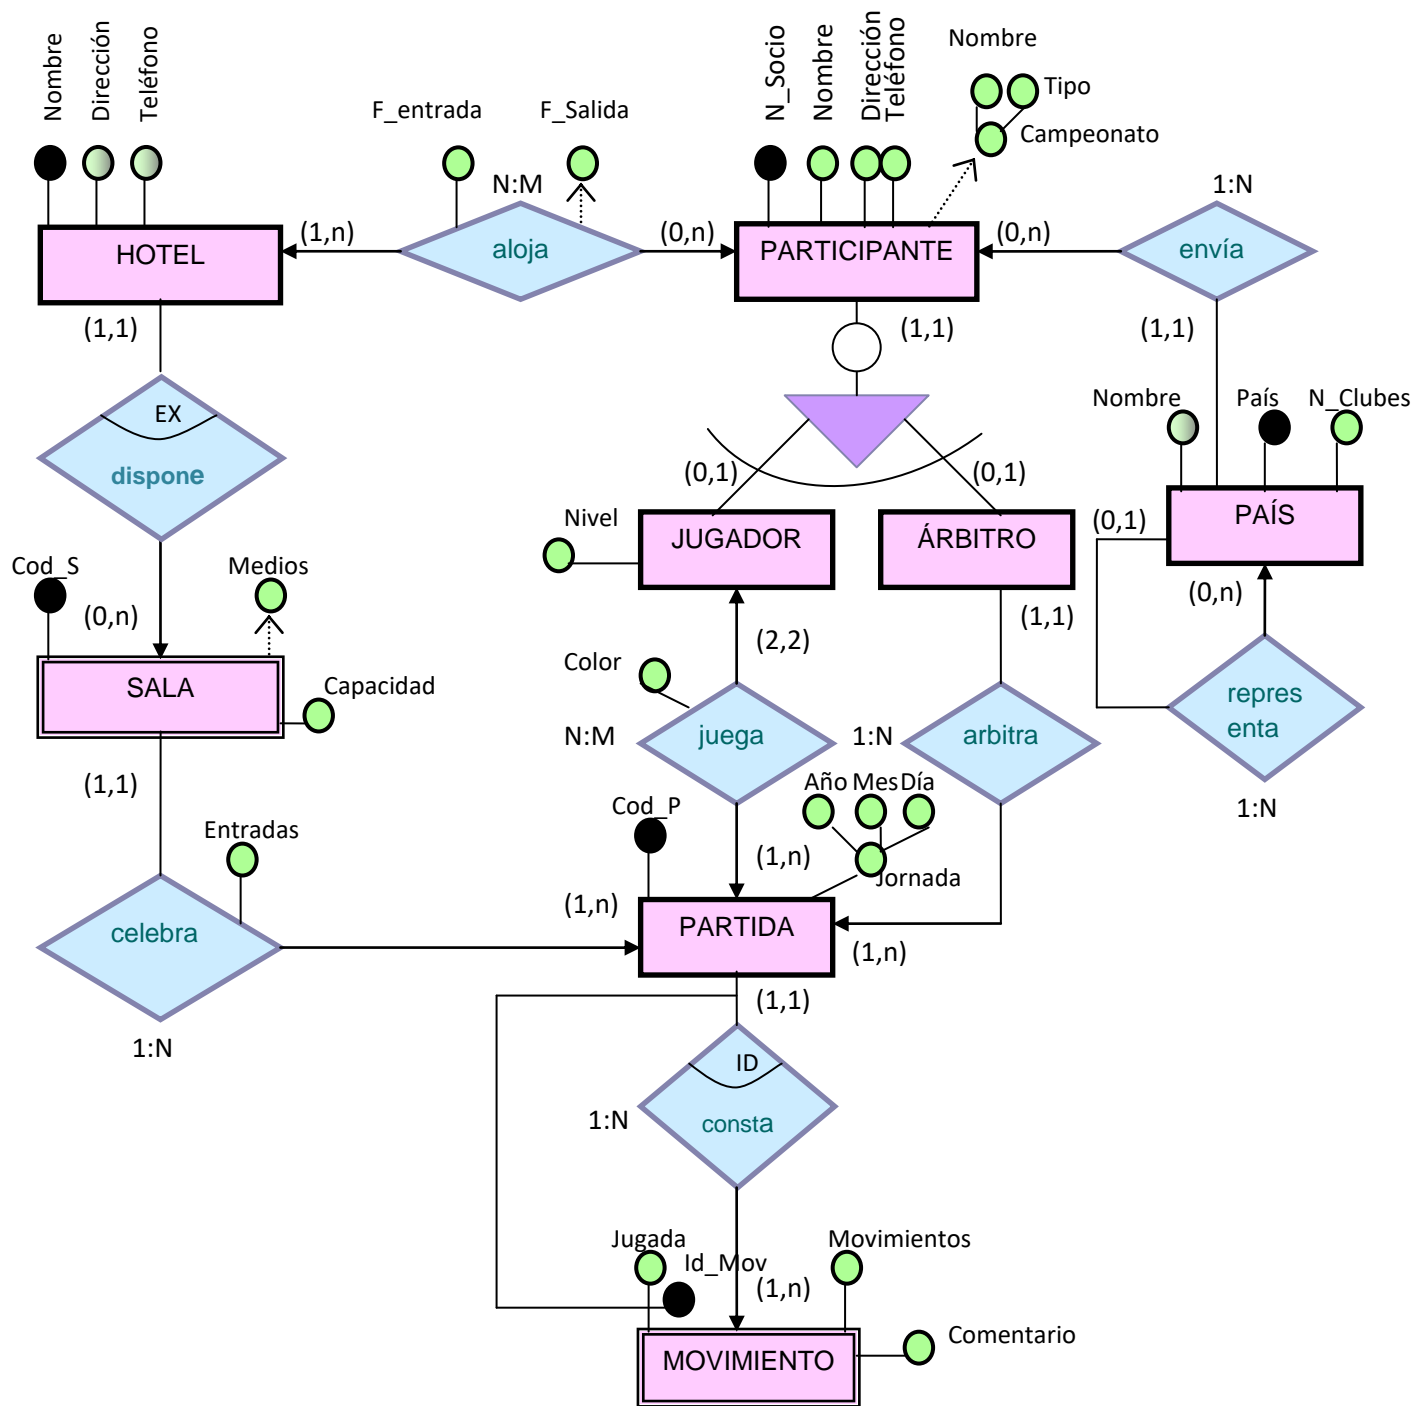 Nombre
Dirección
Teléfono
N_Socio
Nombre
Dirección
Teléfono
Nombre
Tipo
Campeonato
F_entrada
F_Salida
N:M
1:N
HOTEL
(1,n)
aloja
(0,n)
PARTICIPANTE
(0,n)
envía
(1,1)
(1,1)
(1,1)
EX
dispone
Nombre
País
N_Clubes
(0,1)
(0,1)
Nivel
JUGADOR
ÁRBITRO
(0,1)
PAÍS
Cod_S
Medios
(0,n)
(2,2)
(1,1)
(0,n)
SALA
Capacidad
Color
N:M
juega
1:N
arbitra
repres
enta
(1,1)
Año
Mes
Día
1:N
Cod_P
Entradas
(1,n)
Jornada
celebra
(1,n)
PARTIDA
(1,n)
(1,1)
1:N
ID
1:N
consta
Jugada
Id_Mov
Movimientos
(1,n)
MOVIMIENTO
Comentario